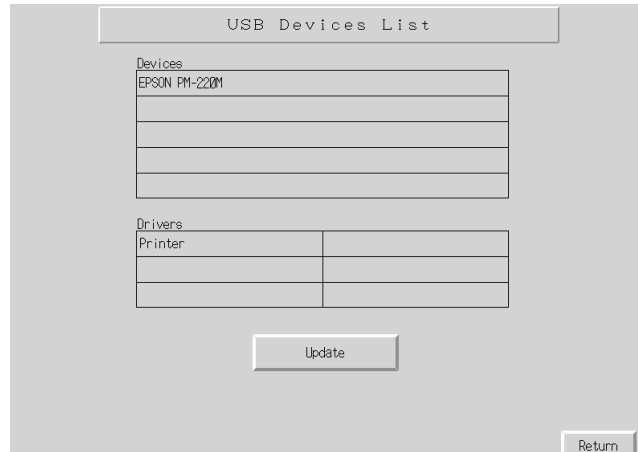 USB Devices List
Devices
EPSON PM-220M
Drivers
Printer
Update
Return